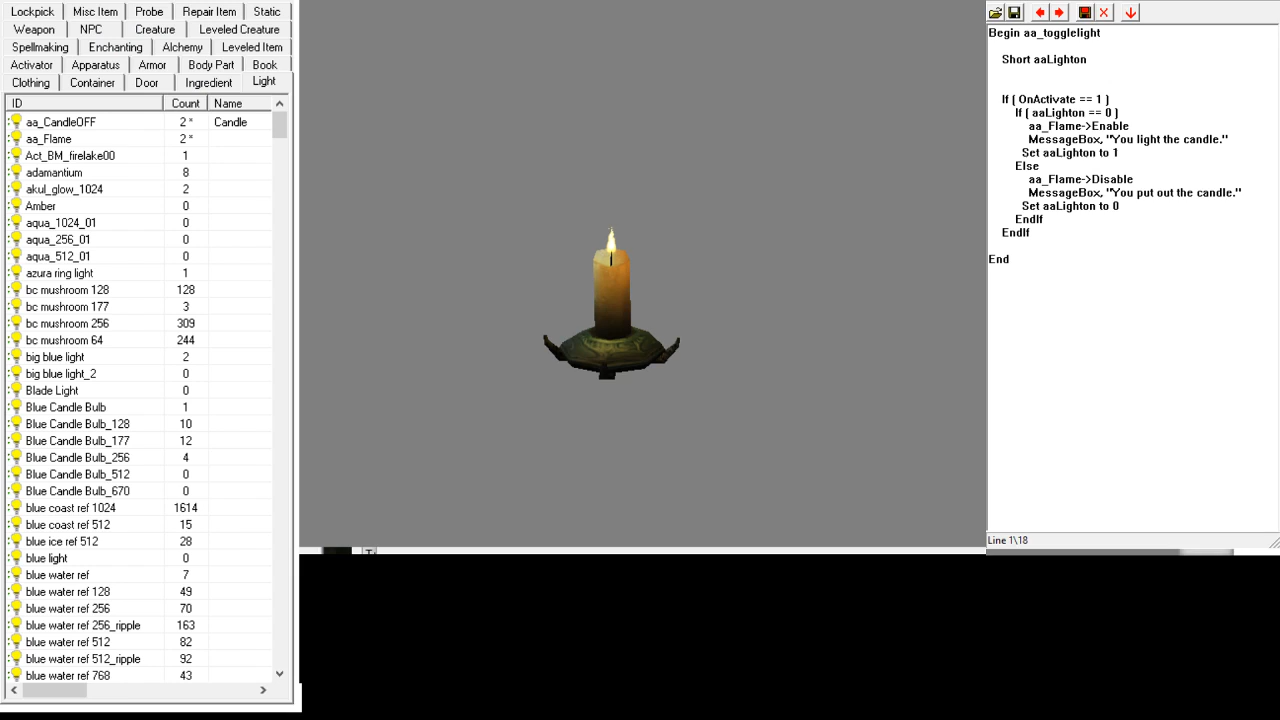 Lockpick Misc Item Probe Repair Item Static
Weapon NPC Creature Leveled Creature
Spellmaking Enchanting Alchemy Leveled Item
Activator Apparatus Armor Body Part Book
Clothing Container Door Ingredient Light
ID Count Name
aa_CandleOFF 2 * Candle
aa_Flame 2 *
Act_BM_firelake00 1
adamantium 8
akul_glow_1024 2
Amber 0
aqua_1024_01 0
aqua_256_01 0
aqua_512_01 0
azura ring light 1
bc mushroom 128 128
bc mushroom 177 3
bc mushroom 256 309
bc mushroom 64 244
big blue light 2
big blue light_2 0
Blade Light 0
Blue Candle Bulb 1
Blue Candle Bulb_128 10
Blue Candle Bulb_177 12
Blue Candle Bulb_256 4
Blue Candle Bulb_512 0
Blue Candle Bulb_670 0
blue coast ref 1024 1614
blue coast ref 512 15
blue ice ref 512 28
blue light 0
blue water ref 7
blue water ref 128 49
blue water ref 256 70
blue water ref 256_ripple 163
blue water ref 512 82
blue water ref 512_ripple 92
blue water ref 768 43
Begin aa_togglelight
Short aaLighton
If ( OnActivate == 1 )
If ( aaLighton == 0 )
aa_Flame->Enable
MessageBox, "You light the candle."
Set aaLighton to 1
Else
aa_Flame->Disable
MessageBox, "You put out the candle."
Set aaLighton to 0
EndIf
EndIf
End
Line 1\18